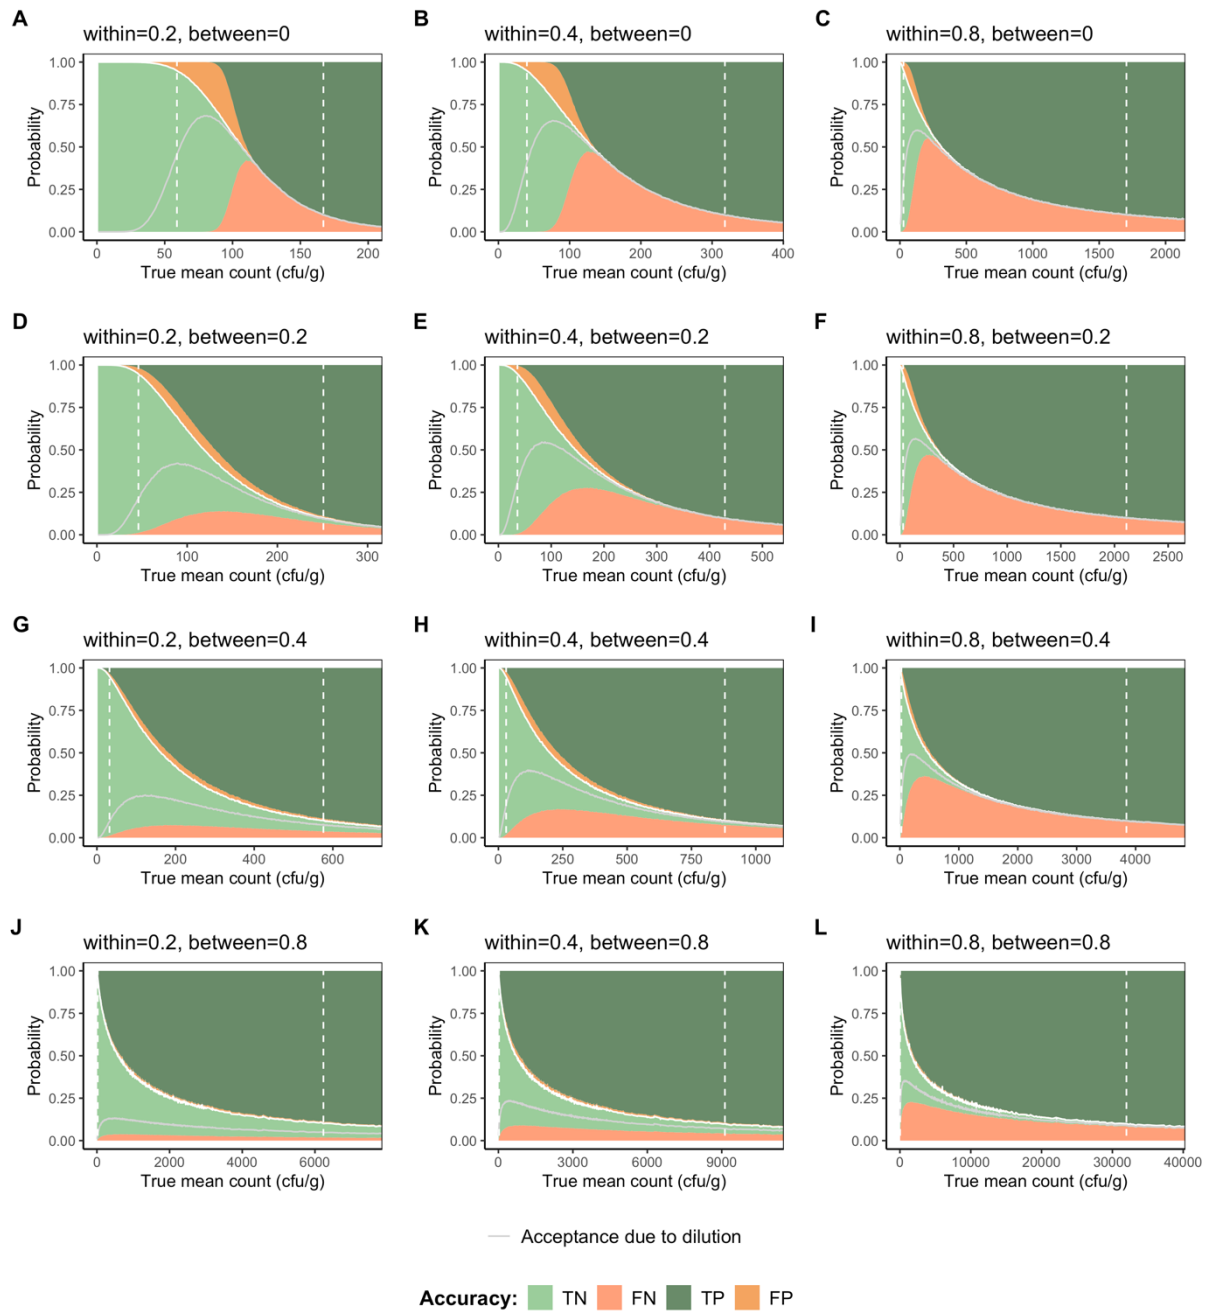 A
within=0.2, between=0
1.00
0.75
0.50
0.25
0.00
Probability
0 50 100 150 200
True mean count (cfu/g)
B
within=0.4, between=0
1.00
0.75
0.50
0.25
0.00
Probability
0 100 200 300 400
True mean count (cfu/g)
C
within=0.8, between=0
1.00
0.75
0.50
0.25
0.00
Probability
0 500 1000 1500 2000
True mean count (cfu/g)
D
within=0.2, between=0.2
1.00
0.75
0.50
0.25
0.00
Probability
0 100 200 300
True mean count (cfu/g)
E
within=0.4, between=0.2
1.00
0.75
0.50
0.25
0.00
Probability
0 100 200 300 400 500
True mean count (cfu/g)
F
within=0.8, between=0.2
1.00
0.75
0.50
0.25
0.00
Probability
0 500 1000 1500 2000 2500
True mean count (cfu/g)
G
within=0.2, between=0.4
1.00
0.75
0.50
0.25
0.00
Probability
0 200 400 600
True mean count (cfu/g)
H
within=0.4, between=0.4
1.00
0.75
0.50
0.25
0.00
Probability
0 250 500 750 1000
True mean count (cfu/g)
I
within=0.8, between=0.4
1.00
0.75
0.50
0.25
0.00
Probability
0 1000 2000 3000 4000
True mean count (cfu/g)
J
within=0.2, between=0.8
1.00
0.75
0.50
0.25
0.00
Probability
0 2000 4000 6000
True mean count (cfu/g)
K
within=0.4, between=0.8
1.00
0.75
0.50
0.25
0.00
Probability
0 3000 6000 9000
True mean count (cfu/g)
L
within=0.8, between=0.8
1.00
0.75
0.50
0.25
0.00
Probability
0 10000 20000 30000 40000
True mean count (cfu/g)
Acceptance due to dilution
Accuracy: TN FN TP FP